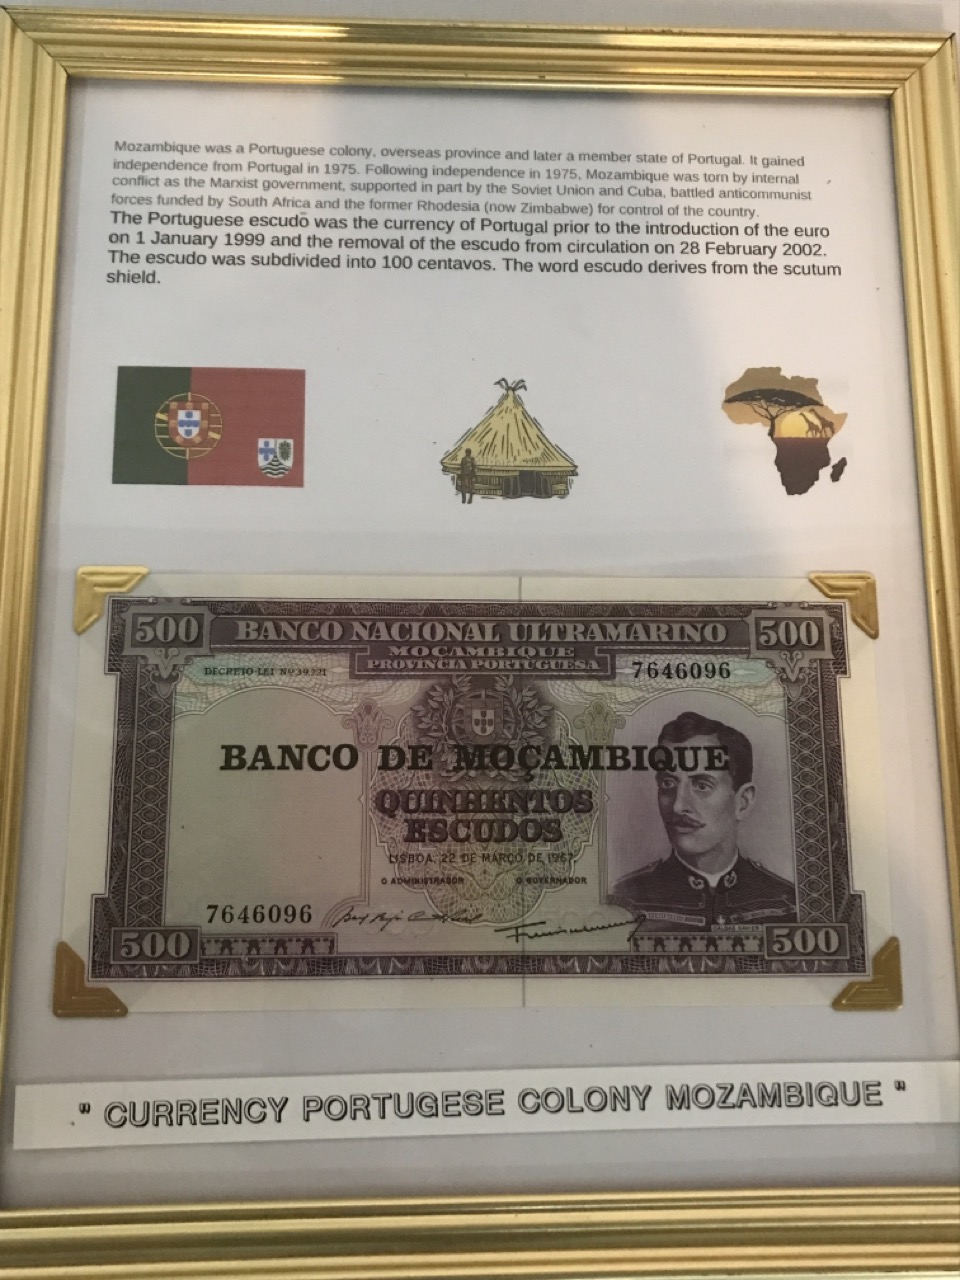 Mozambique was a Portuguese colony, overseas province and later a member state of Portugal. It gained
independence from Portugal in 1975. Following independence in 1975, Mozambique was torn by internal
conflict as the Marxist government, supported in part by the Soviet Union and Cuba, battled anticommunist
forces funded by South Africa and the former Rhodesia (now Zimbabwe) for control of the country.
The Portuguese escudo was the currency of Portugal prior to the introduction of the euro
on 1 January 1999 and the removal of the escudo from circulation on 28 February 2002.
The escudo was subdivided into 100 centavos. The word escudo derives from the scutum
shield.
500 BANCO NACIONAL ULTRAMARINO 500
MOÇAMBIQUE
PROVINCIA PORTUGUESA
DECRETO-LEI Nº 39221 7646096
BANCO DE MOÇAMBIQUE
QUINHENTOS
ESCUDOS
LISBOA, 22 DE MARÇO DE 1967
O ADMINISTRADOR O GOVERNADOR
7646096
CALDAS XAVIER
500 500
" CURRENCY PORTUGESE COLONY MOZAMBIQUE "